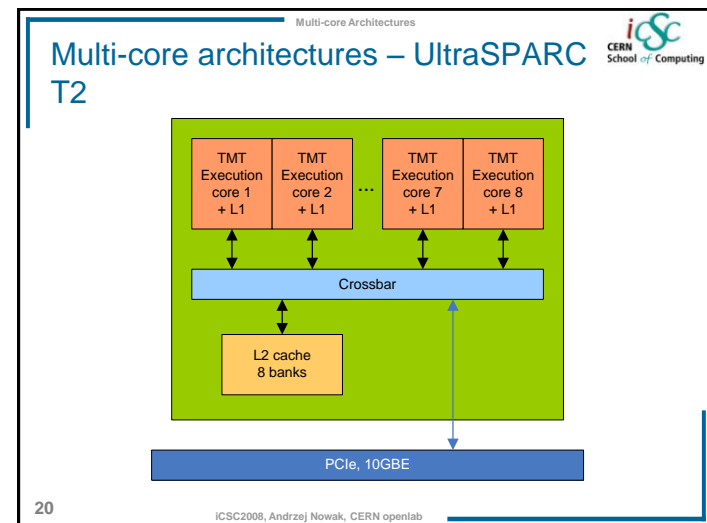 Multi-core Architectures
Multi-core architectures – UltraSPARC
T2
iCSC
CERN
School of Computing
TMT
Execution
core 1
+ L1
TMT
Execution
core 2
+ L1
...
TMT
Execution
core 7
+ L1
TMT
Execution
core 8
+ L1
Crossbar
L2 cache
8 banks
PCIe, 10GBE
20
iCSC2008, Andrzej Nowak, CERN openlab